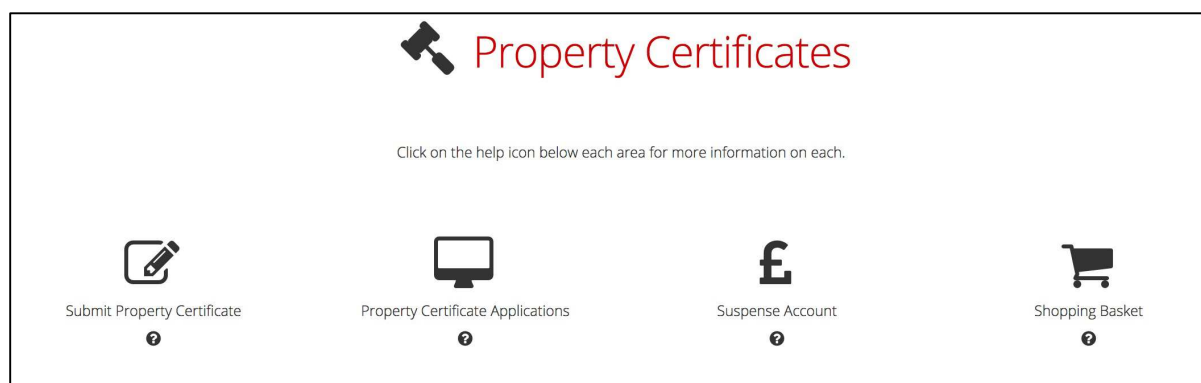 Property Certificates
Click on the help icon below each area for more information on each.
£
Submit Property Certificate
Property Certificate Applications
Suspense Account
Shopping Basket
?
?
?
?